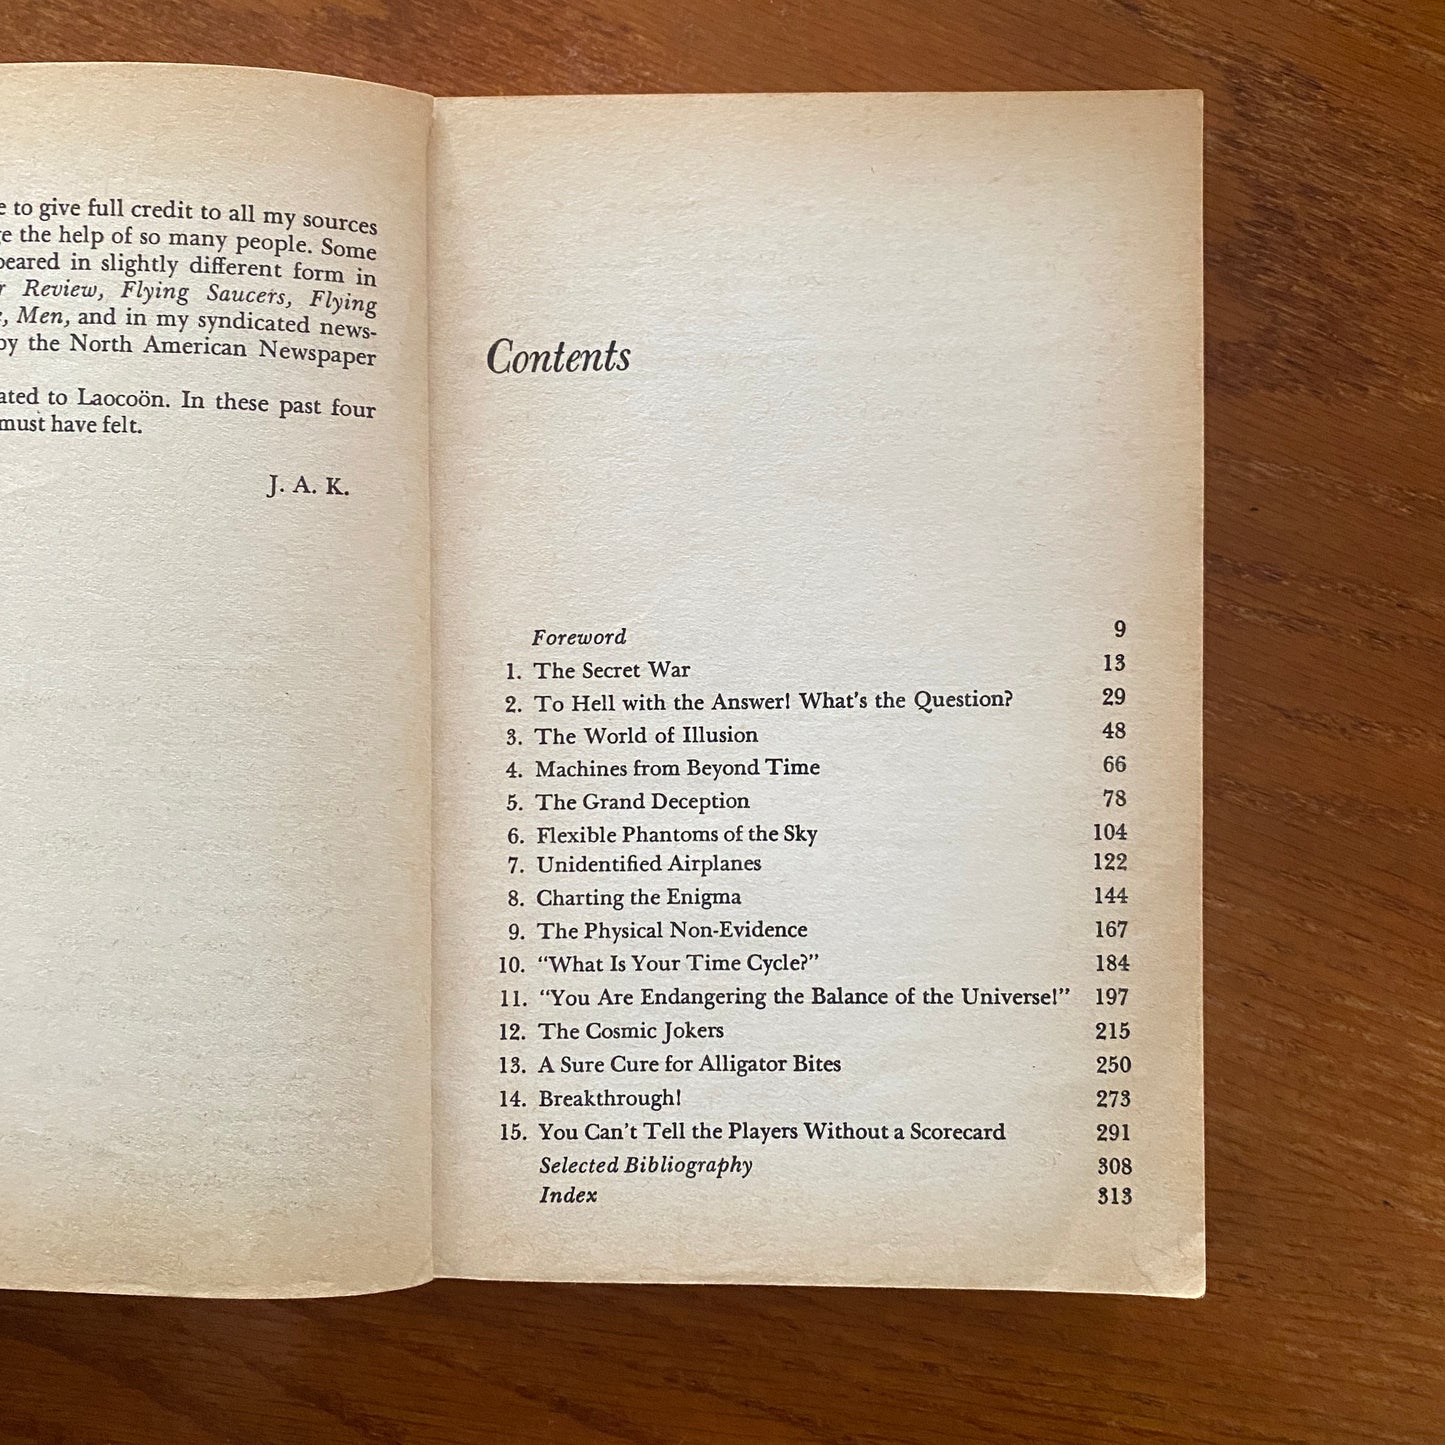 to give full credit to all my sources
the help of so many people. Some
in slightly different form in
Review, Flying Saucers, Flying
Men, and in my syndicated news-
by the North American Newspaper
to Laocoön. In these past four
must have felt.
J. A. K.
Contents
Foreword 9
1. The Secret War 13
2. To Hell with the Answer! What's the Question? 29
3. The World of Illusion 48
4. Machines from Beyond Time 66
5. The Grand Deception 78
6. Flexible Phantoms of the Sky 104
7. Unidentified Airplanes 122
8. Charting the Enigma 144
9. The Physical Non-Evidence 167
10. "What Is Your Time Cycle?" 184
11. "You Are Endangering the Balance of the Universe!" 197
12. The Cosmic Jokers 215
13. A Sure Cure for Alligator Bites 250
14. Breakthrough! 273
15. You Can't Tell the Players Without a Scorecard 291
Selected Bibliography 308
Index 313